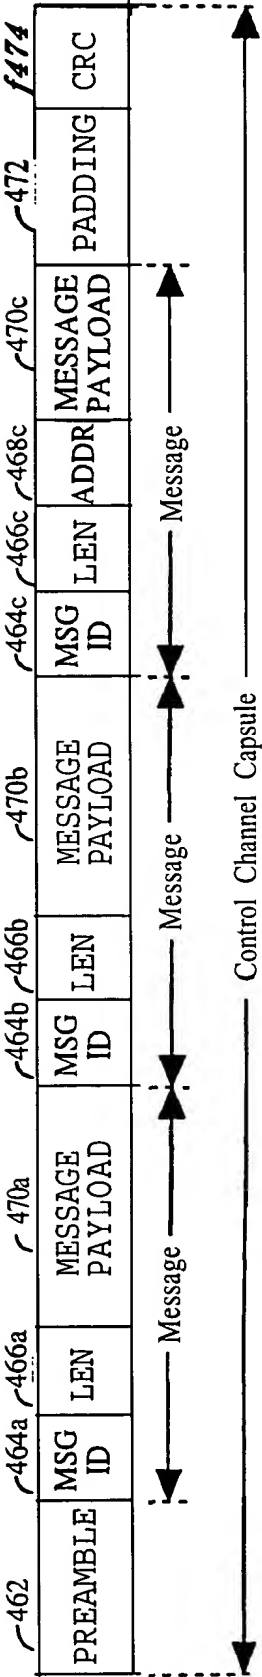 462 464a 466a 470a 464b 466b 470b 464c 466c 468c 470c 472 474
PREAMBLE
MSG
ID
LEN
MESSAGE
PAYLOAD
MSG
ID
LEN
MESSAGE
PAYLOAD
MSG
ID
LEN
ADDR
MESSAGE
PAYLOAD
PADDING
CRC
Message
Message
Message
Control Channel Capsule